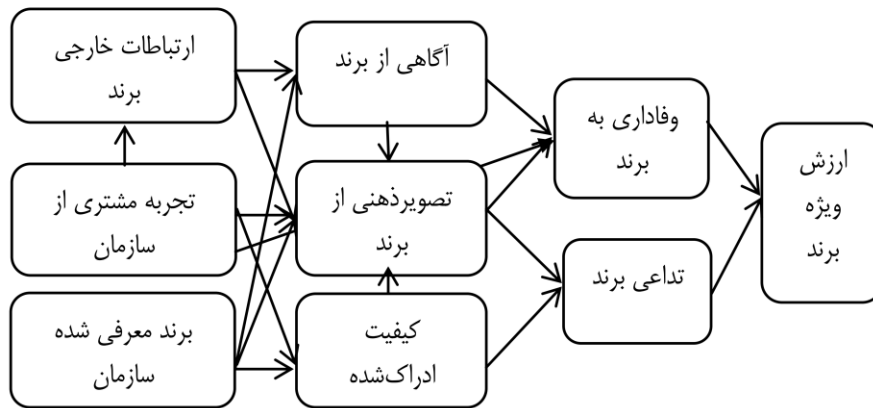 ارتباطات خارجی
برند
آگاهی از برند
وفاداری به
برند
ارزش
ویژه
برند
تجربه مشتری از
سازمان
تصویرذهنی از
برند
تداعی برند
برند معرفی شده
سازمان
کیفیت
ادراک‌شده